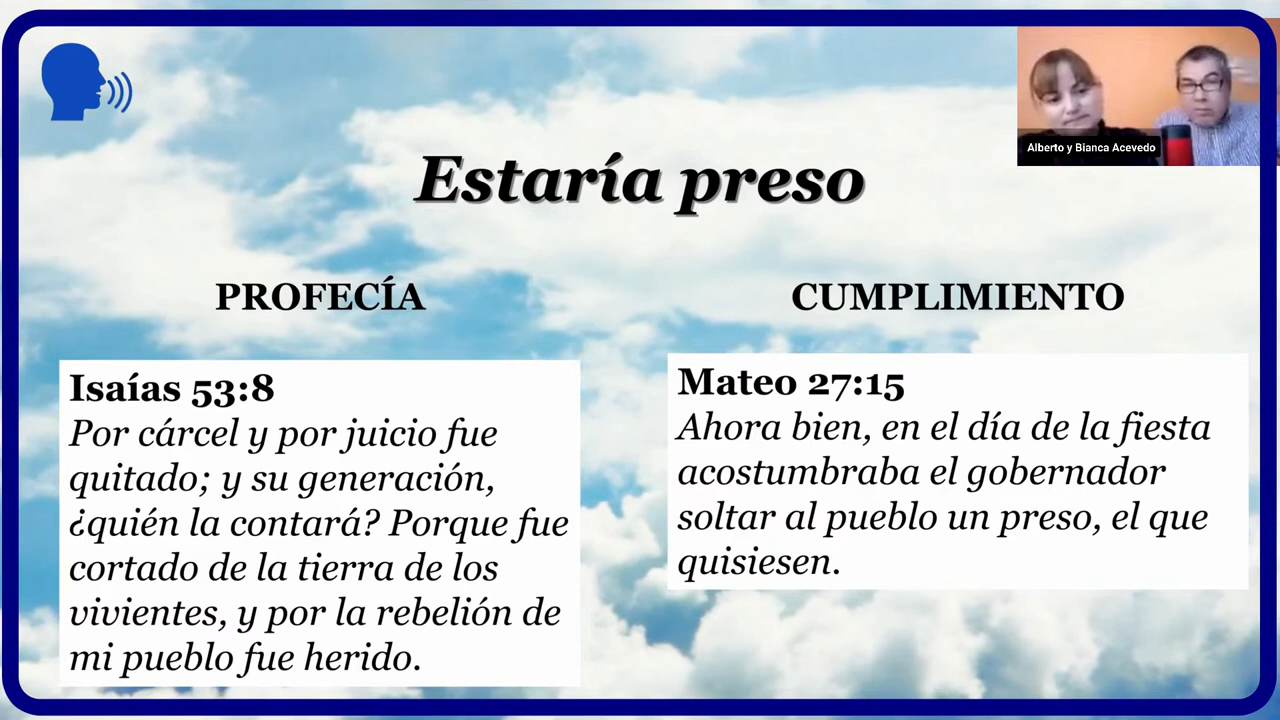 Alberto y Bianca Acevedo
Estaría preso
PROFECÍA
Isaías 53:8
Por cárcel y por juicio fue
quitado; y su generación,
¿quién la contará? Porque fue
cortado de la tierra de los
vivientes, y por la rebelión de
mi pueblo fue herido.
CUMPLIMIENTO
Mateo 27:15
Ahora bien, en el día de la fiesta
acostumbraba el gobernador
soltar al pueblo un preso, el que
quisiesen.